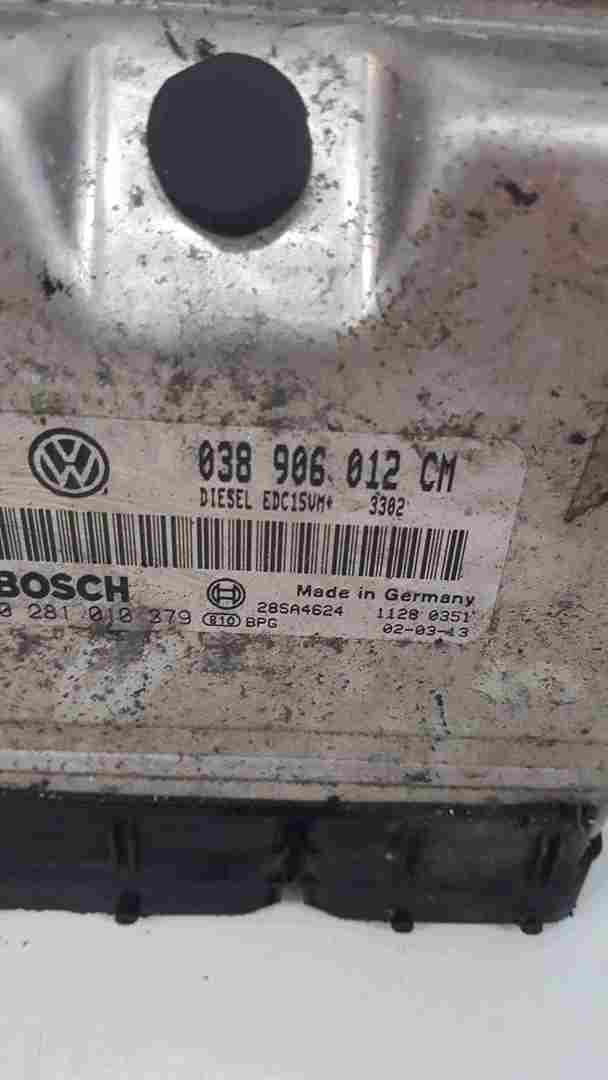 038 906 012 CM
DIESEL EDC15VM+ 3302
BOSCH
Made in Germany
0 281 010 379 810 BPG
28SA4624 1128 0351
02-03-13